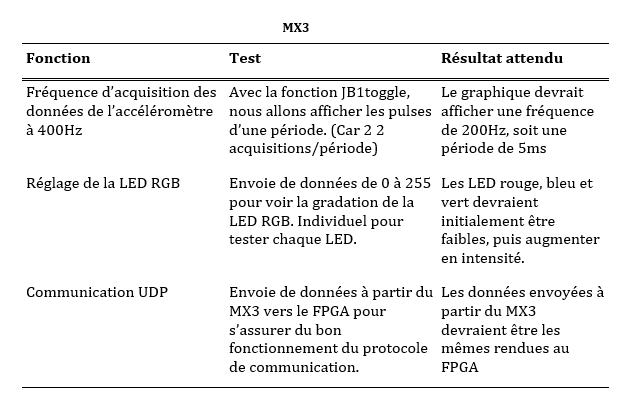 MX3
Fonction Test Résultat attendu
Fréquence d'acquisition des Avec la fonction JB1toggle, Le graphique devrait
données de l'accéléromètre nous allons afficher les pulses afficher une fréquence
à 400Hz d'une période. (Car 2 2 de 200Hz, soit une
acquisitions/période) période de 5ms
Réglage de la LED RGB Envoie de données de 0 à 255 Les LED rouge, bleu et
pour voir la gradation de la vert devraient
LED RGB. Individuel pour initialement être
tester chaque LED. faibles, puis augmenter
en intensité.
Communication UDP Envoie de données à partir du Les données envoyées à
MX3 vers le FPGA pour partir du MX3
s'assurer du bon devraient être les
fonctionnement du protocole mêmes rendues au
de communication. FPGA